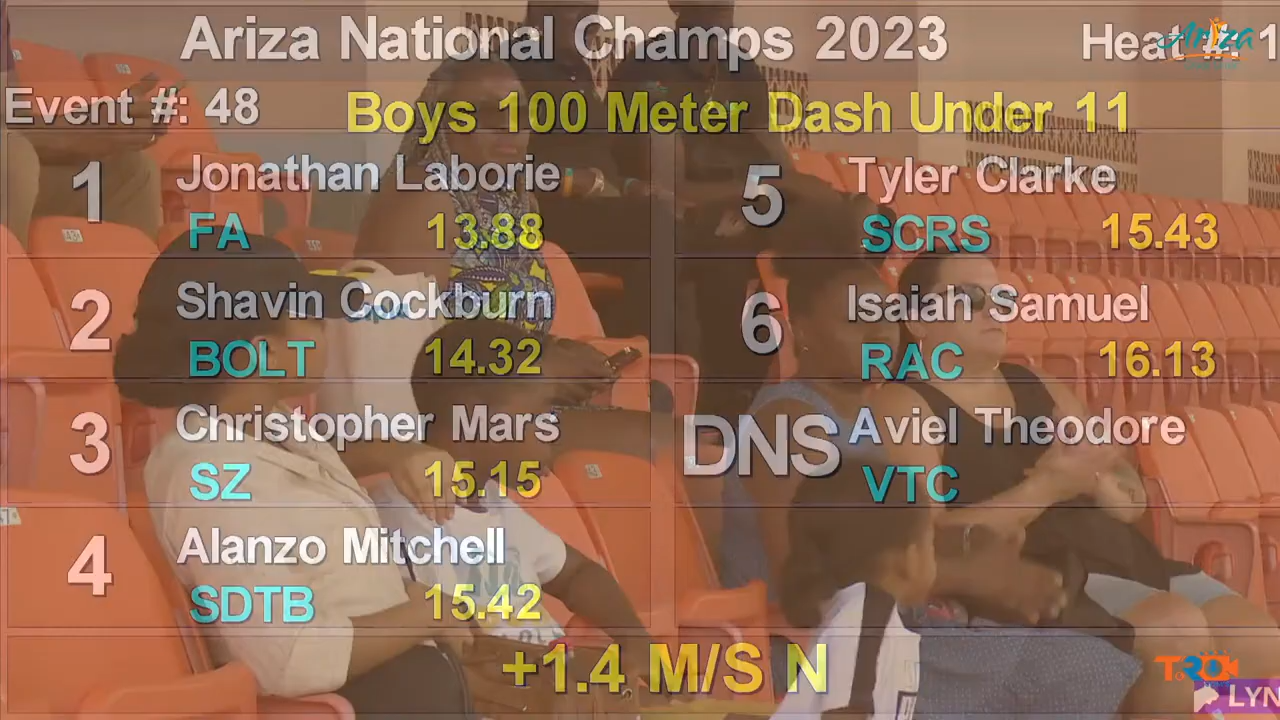 Ariza National Champs 2023
Heat #: 1
Ariza
Event #: 48
Boys 100 Meter Dash Under 11
1 Jonathan Laborie
FA 13.88
2 Shavin Cockburn
BOLT 14.32
3 Christopher Mars
SZ 15.15
4 Alanzo Mitchell
SDTB 15.42
5 Tyler Clarke
SCRS 15.43
6 Isaiah Samuel
RAC 16.13
DNS Aviel Theodore
VTC
+1.4 M/S N
LYN